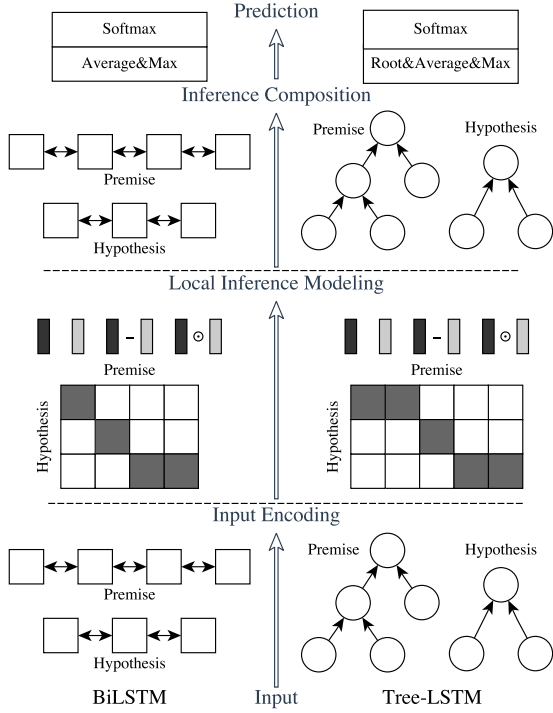 Prediction
Softmax
Average&Max
Softmax
Root&Average&Max
Inference Composition
Premise
Hypothesis
Premise
Hypothesis
Local Inference Modeling
– ⊙
Premise
Hypothesis
– ⊙
Premise
Hypothesis
Input Encoding
Premise
Hypothesis
Premise
Hypothesis
BiLSTM
Input
Tree-LSTM